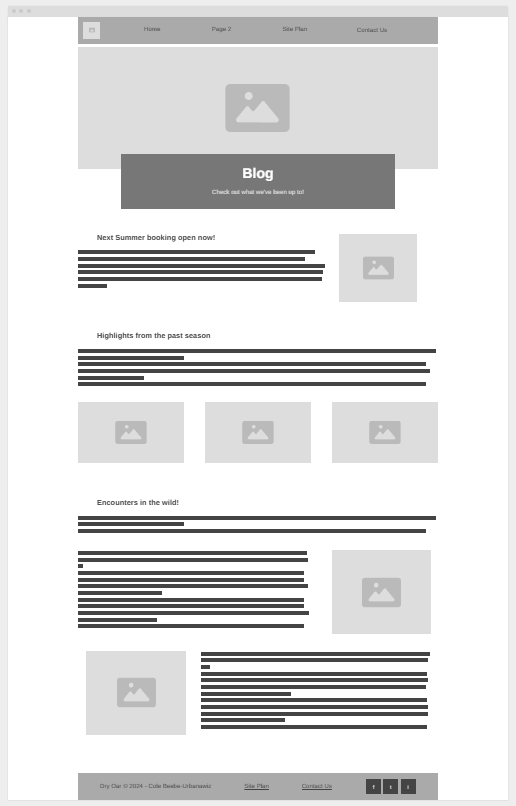 Home Page 2 Site Plan Contact Us
Blog
Check out what we've been up to!
Next Summer booking open now!
Highlights from the past season
Encounters in the wild!
Dry Oar © 2024 - Cole Beebe-Urbanawiz Site Plan Contact Us f t i